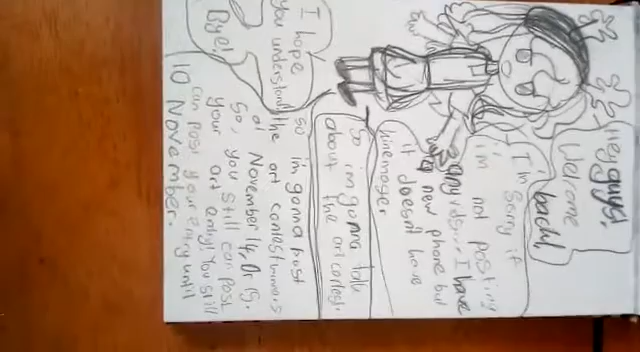 Hey guys!
Welcome
back!
I'm sorry if
i'm not posting
any vids... I have
a new phone but
it doesn't have
kinemaster
So i'm gonna talk
about the art contest.
so im gonna post
the art contest winners
at November 14, Or 15.
So, you still can post
your art entry! You still
can post your entry until
10 November.
I hope
you understand!
Bye!